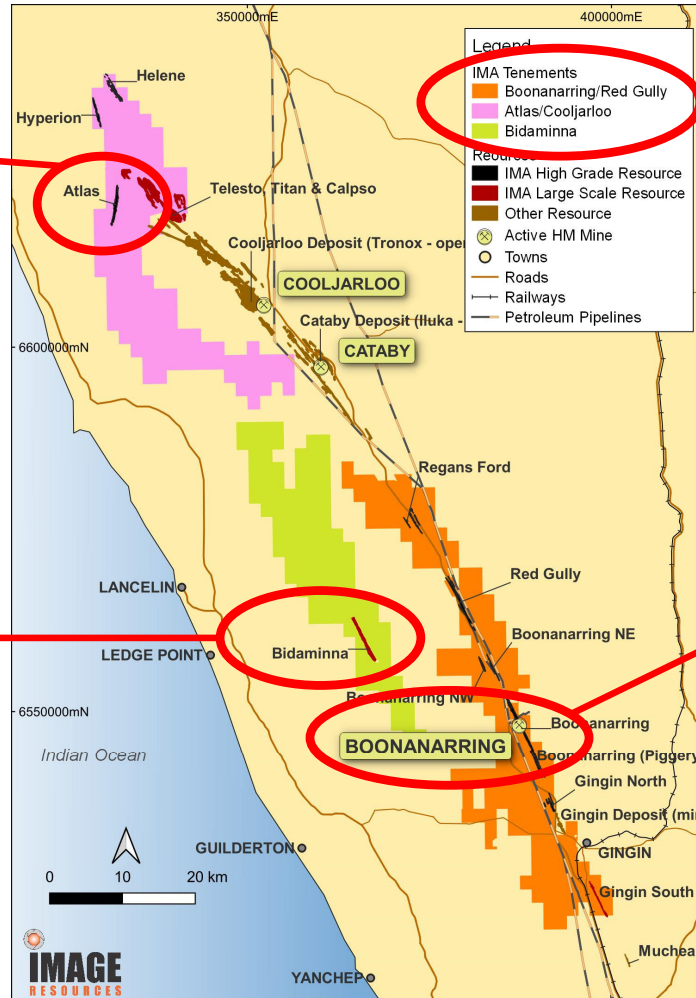 350000mE
400000mE
Legend
IMA Tenements
Boonanarring/Red Gully
Atlas/Cooljarloo
Bidaminna
Resources
IMA High Grade Resource
IMA Large Scale Resource
Other Resource
Active HM Mine
Towns
Roads
Railways
Petroleum Pipelines
Helene
Hyperion
Atlas
Telesto, Titan & Calpso
Cooljarloo Deposit (Tronox - oper
COOLJARLOO
Cataby Deposit (Iluka -
CATABY
6600000mN
Regans Ford
Red Gully
LANCELIN
Boonanarring NE
LEDGE POINT
Bidaminna
Boonanarring NW
6550000mN
Boonanarring
BOONANARRING
Boonanarring (Piggery
Indian Ocean
Gingin North
Gingin Deposit (min
GUILDERTON
GINGIN
0 10 20 km
Gingin South
IMAGE
RESOURCES
Muchea
YANCHEP